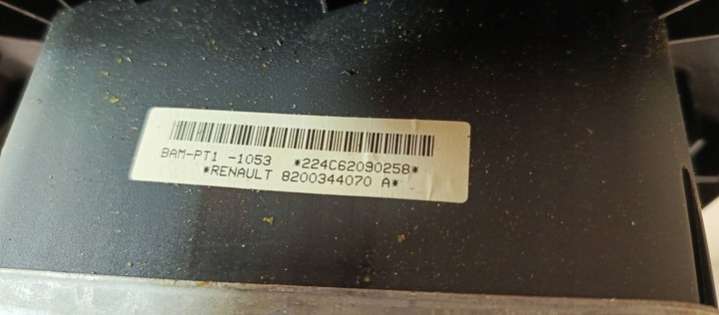 BAM-PT1 -1053 *224C62090258*
*RENAULT 8200344070 A*